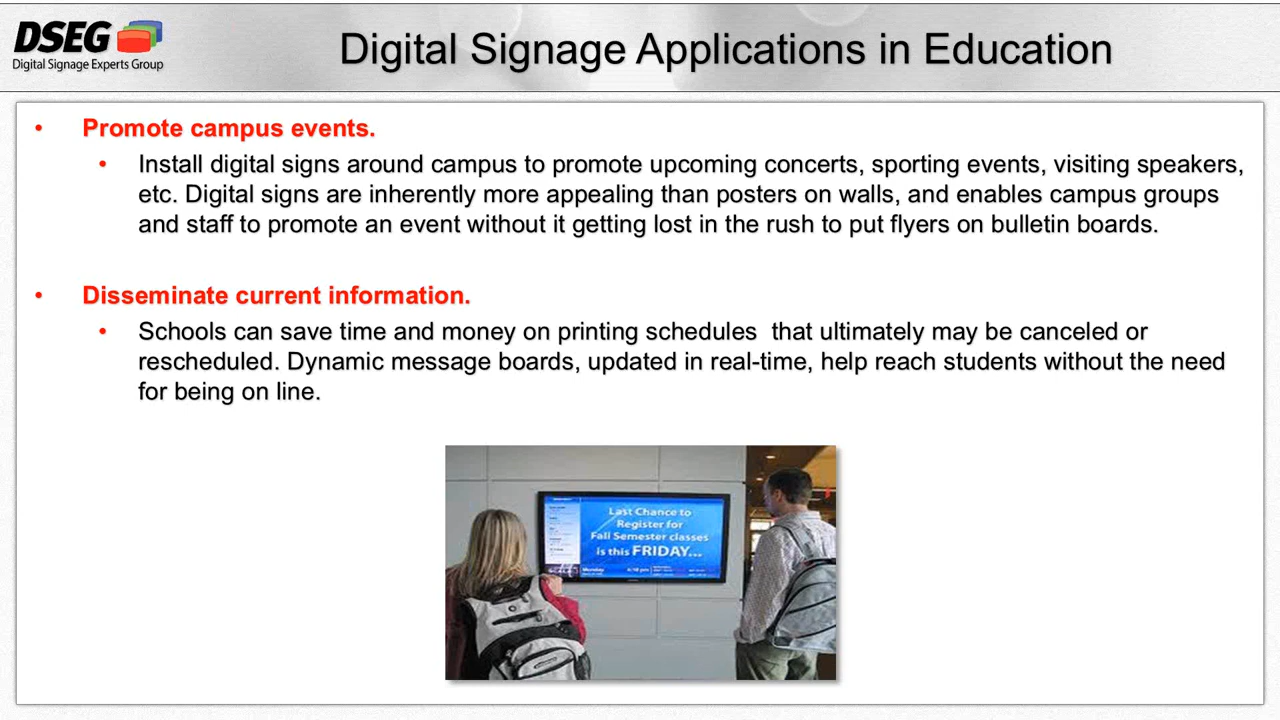 DSEG
Digital Signage Experts Group
Digital Signage Applications in Education
• Promote campus events.
• Install digital signs around campus to promote upcoming concerts, sporting events, visiting speakers,
etc. Digital signs are inherently more appealing than posters on walls, and enables campus groups
and staff to promote an event without it getting lost in the rush to put flyers on bulletin boards.
• Disseminate current information.
• Schools can save time and money on printing schedules  that ultimately may be canceled or
rescheduled. Dynamic message boards, updated in real-time, help reach students without the need
for being on line.
Last Chance to
Register for
Fall Semester classes
is this FRIDAY...
Monday